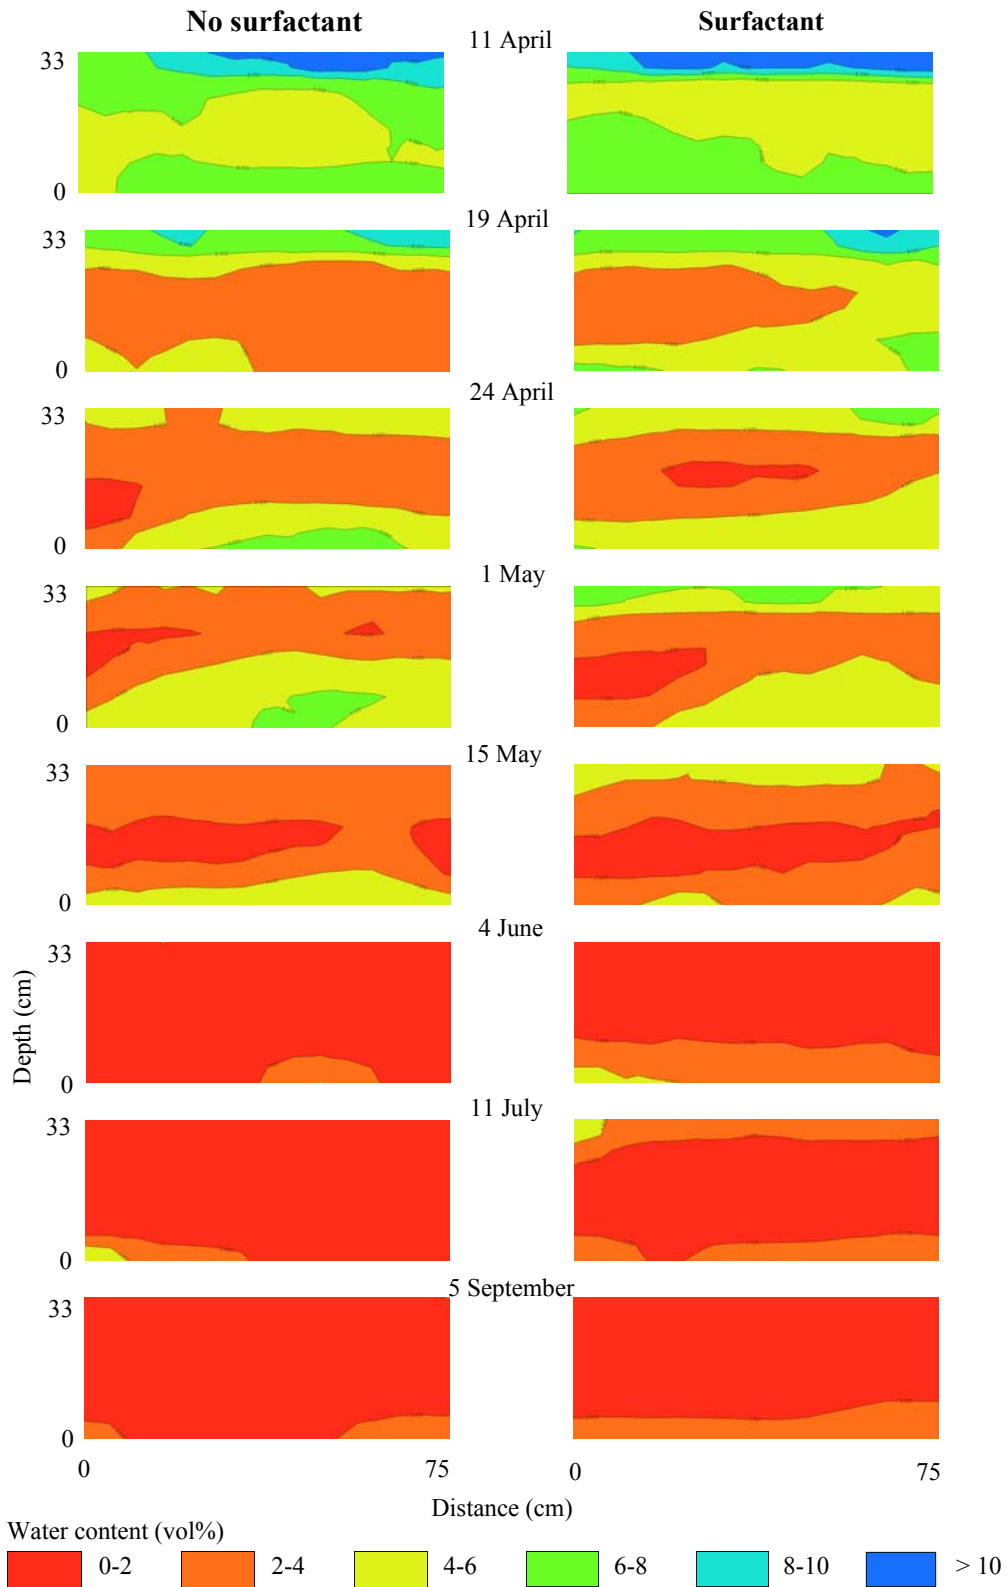 No surfactant
Surfactant
11 April
33
0
19 April
33
0
24 April
33
0
1 May
33
0
15 May
33
0
4 June
33
0
Depth (cm)
11 July
33
0
5 September
33
0
0 75 0 75
Distance (cm)
Water content (vol%)
0-2 2-4 4-6 6-8 8-10 > 10